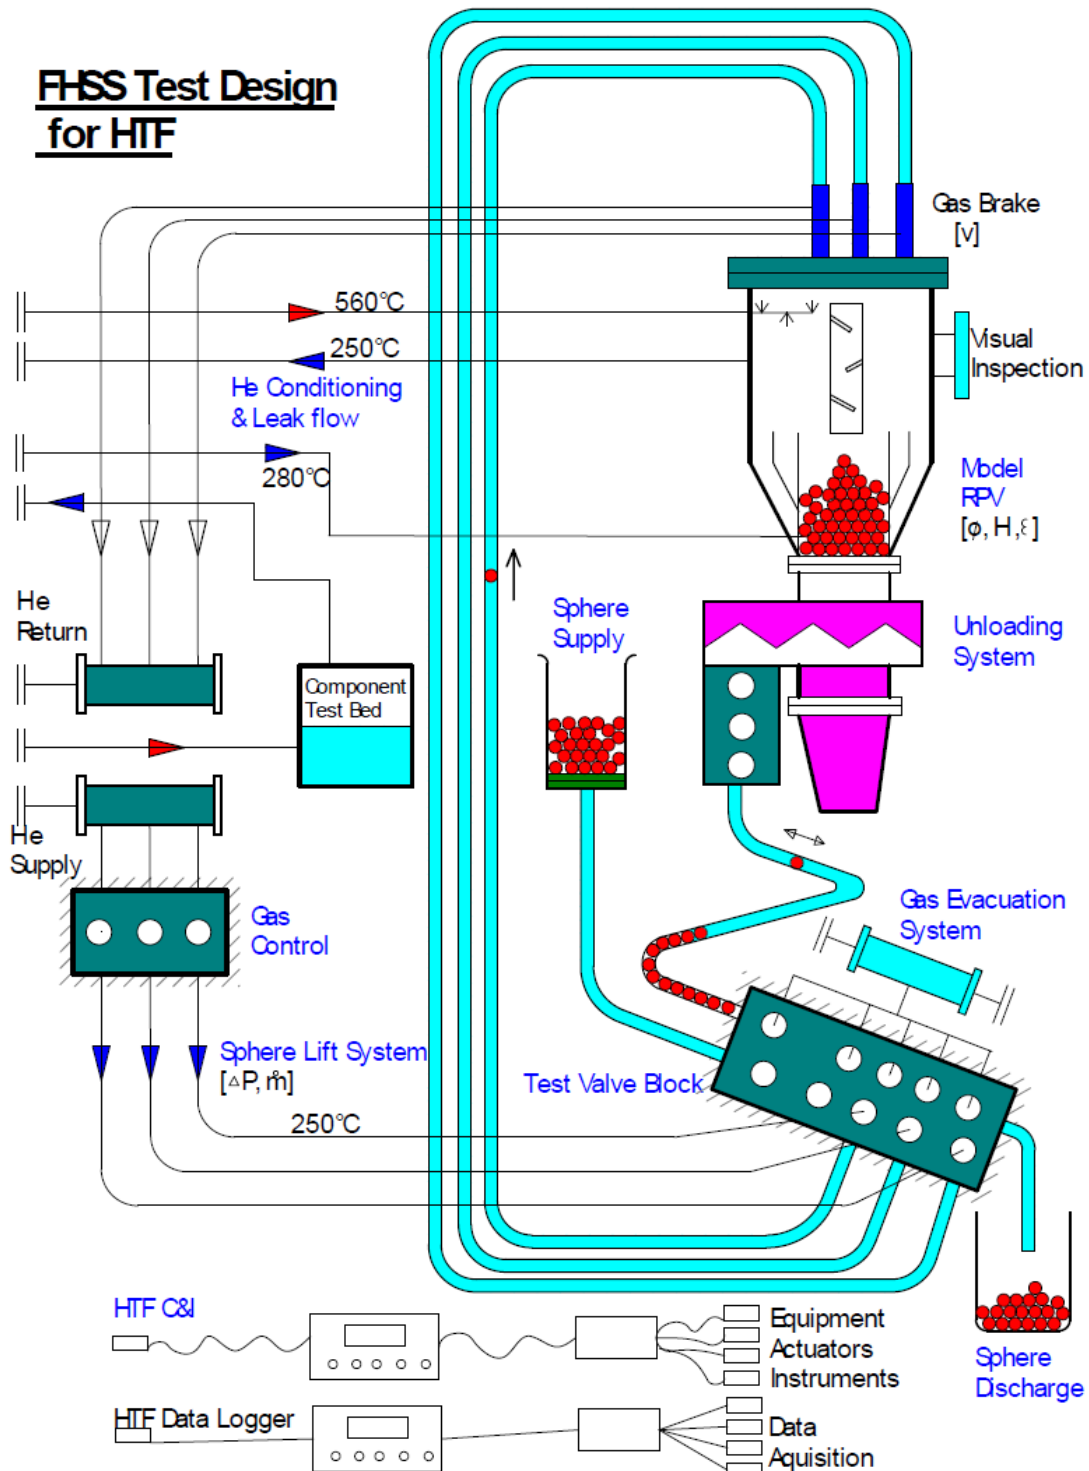 FHSS Test Design
for HTF
Gas Brake
[v]
560°C
250°C
Visual
Inspection
He Conditioning
& Leak flow
280°C
Model
RPV
[φ, H, ε]
He
Return
Sphere
Supply
Unloading
System
Component
Test Bed
He
Supply
Gas
Control
Gas Evacuation
System
Sphere Lift System
[△P, m̊]
Test Valve Block
250°C
HTF C&I
Equipment
Actuators
Instruments
Sphere
Discharge
HTF Data Logger
Data
Aquisition